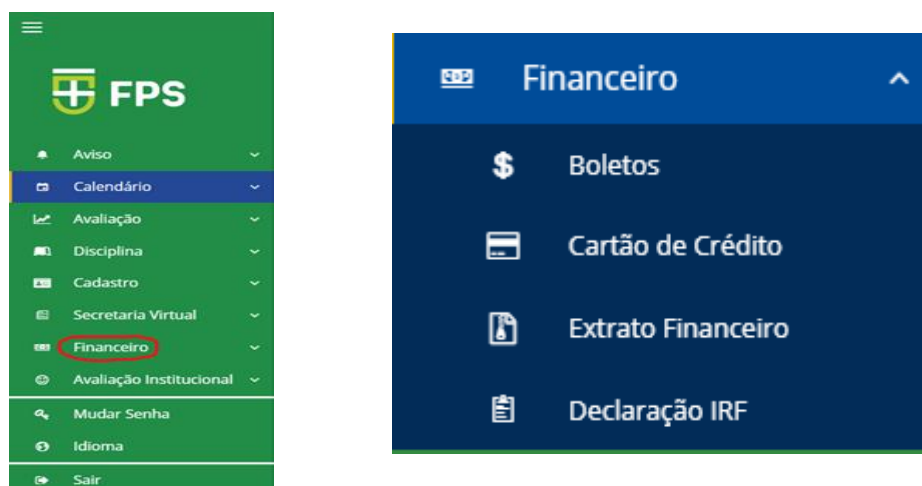 FPS
Aviso
Calendário
Avaliação
Disciplina
Cadastro
Secretaria Virtual
Financeiro
Avaliação Institucional
Mudar Senha
Idioma
Sair
Financeiro
Boletos
Cartão de Crédito
Extrato Financeiro
Declaração IRF